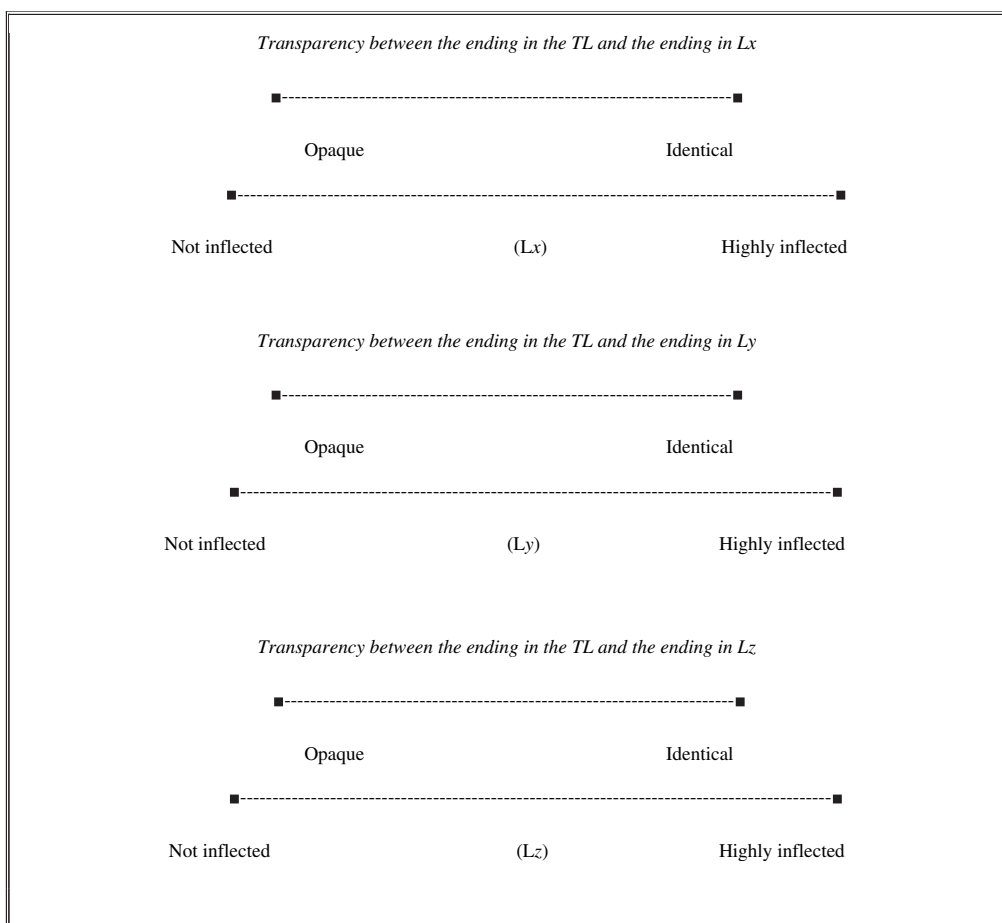 Transparency between the ending in the TL and the ending in Lx
Opaque Identical
Not inflected (Lx) Highly inflected
Transparency between the ending in the TL and the ending in Ly
Opaque Identical
Not inflected (Ly) Highly inflected
Transparency between the ending in the TL and the ending in Lz
Opaque Identical
Not inflected (Lz) Highly inflected